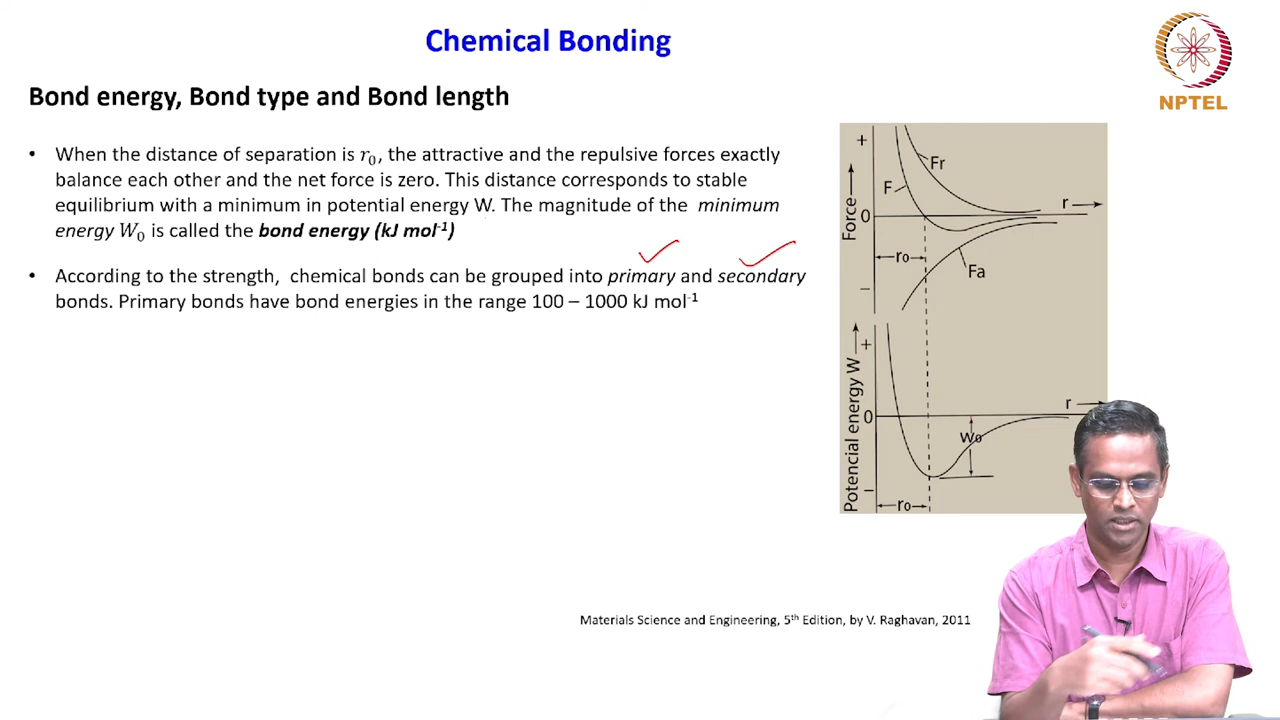 Chemical Bonding
NPTEL
Bond energy, Bond type and Bond length
• When the distance of separation is r₀, the attractive and the repulsive forces exactly
balance each other and the net force is zero. This distance corresponds to stable
equilibrium with a minimum in potential energy W. The magnitude of the minimum
energy W₀ is called the bond energy (kJ mol⁻¹)
• According to the strength, chemical bonds can be grouped into primary and secondary
bonds. Primary bonds have bond energies in the range 100 – 1000 kJ mol⁻¹
+
Fr
F
r
0
Force
r₀
Fa
–
+
Potencial energy W
r
0
W₀
–
r₀
Materials Science and Engineering, 5ᵗʰ Edition, by V. Raghavan, 2011